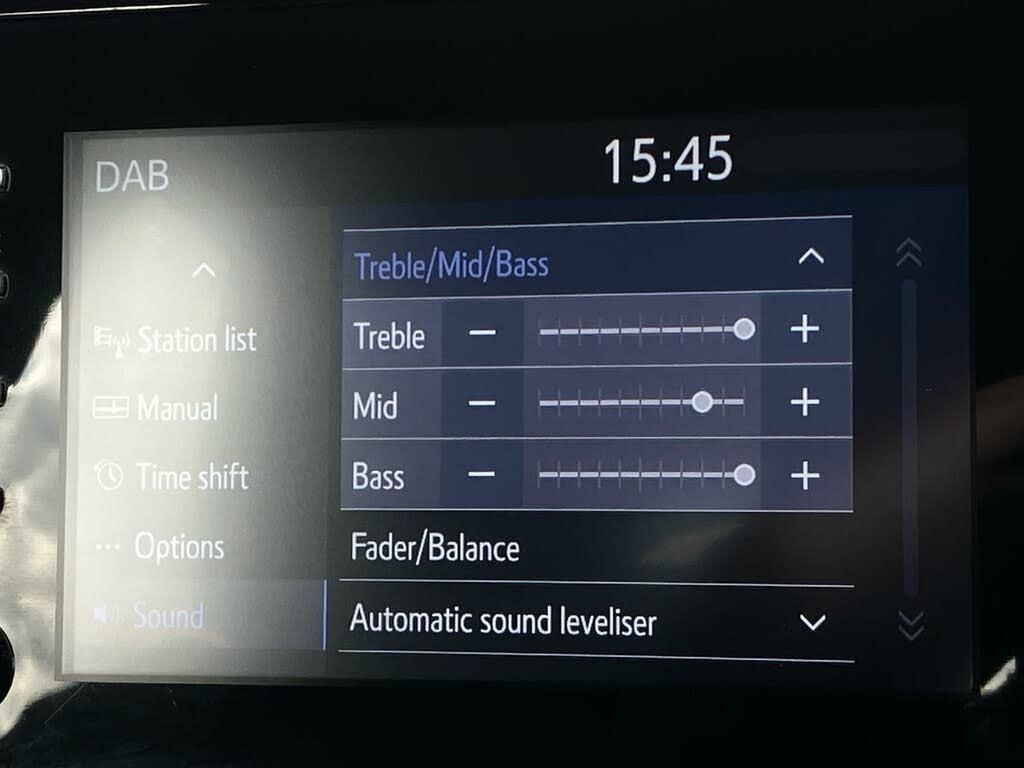 DAB
15:45
Station list
Manual
Time shift
Options
Sound
Treble/Mid/Bass
Treble
Mid
Bass
Fader/Balance
Automatic sound leveliser